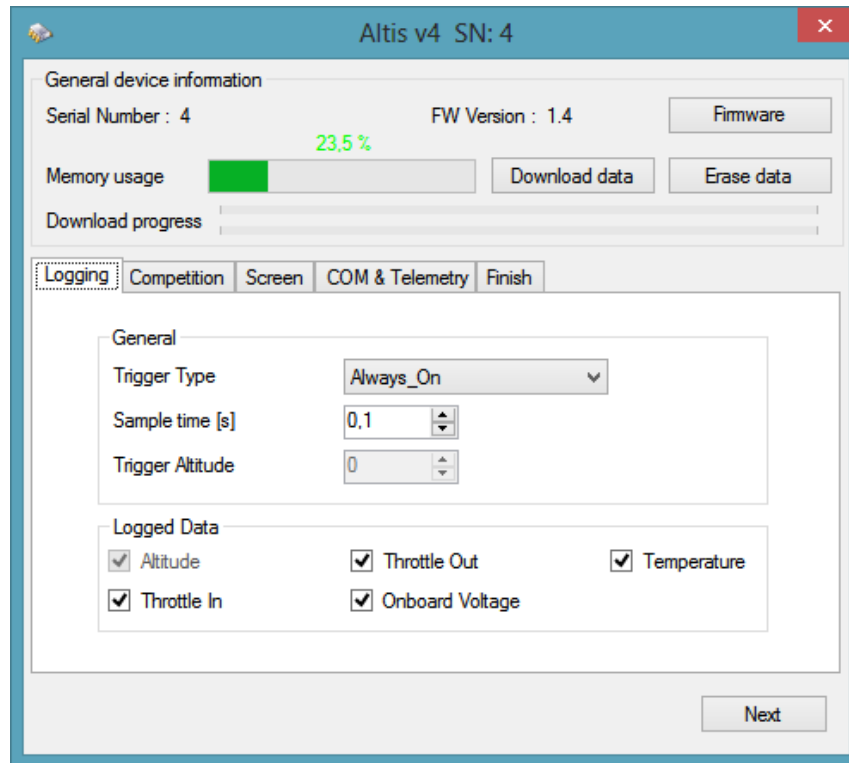 Altis v4 SN: 4
General device information
Serial Number : 4 FW Version : 1.4 Firmware
23,5 %
Memory usage Download data Erase data
Download progress
Logging Competition Screen COM & Telemetry Finish
General
Trigger Type Always_On
Sample time [s] 0,1
Trigger Altitude 0
Logged Data
Altitude Throttle Out Temperature
Throttle In Onboard Voltage
Next